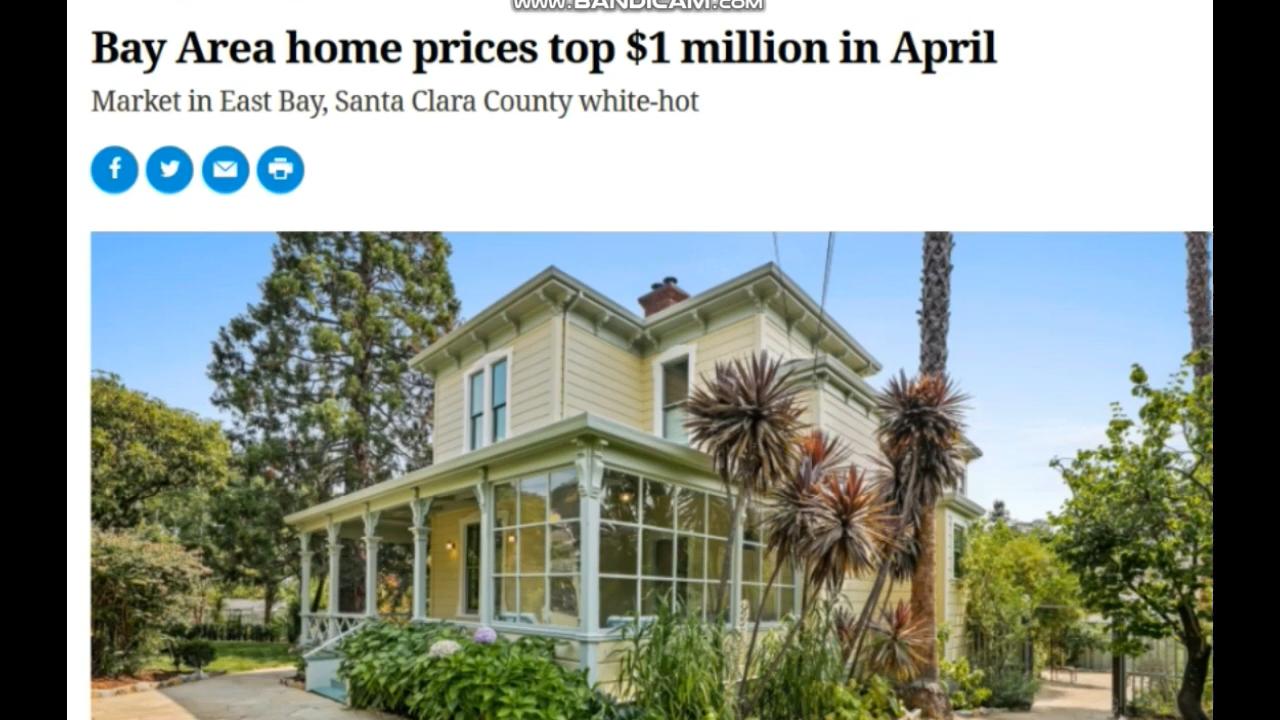 www.BANDICAM.com
Bay Area home prices top $1 million in April
Market in East Bay, Santa Clara County white-hot